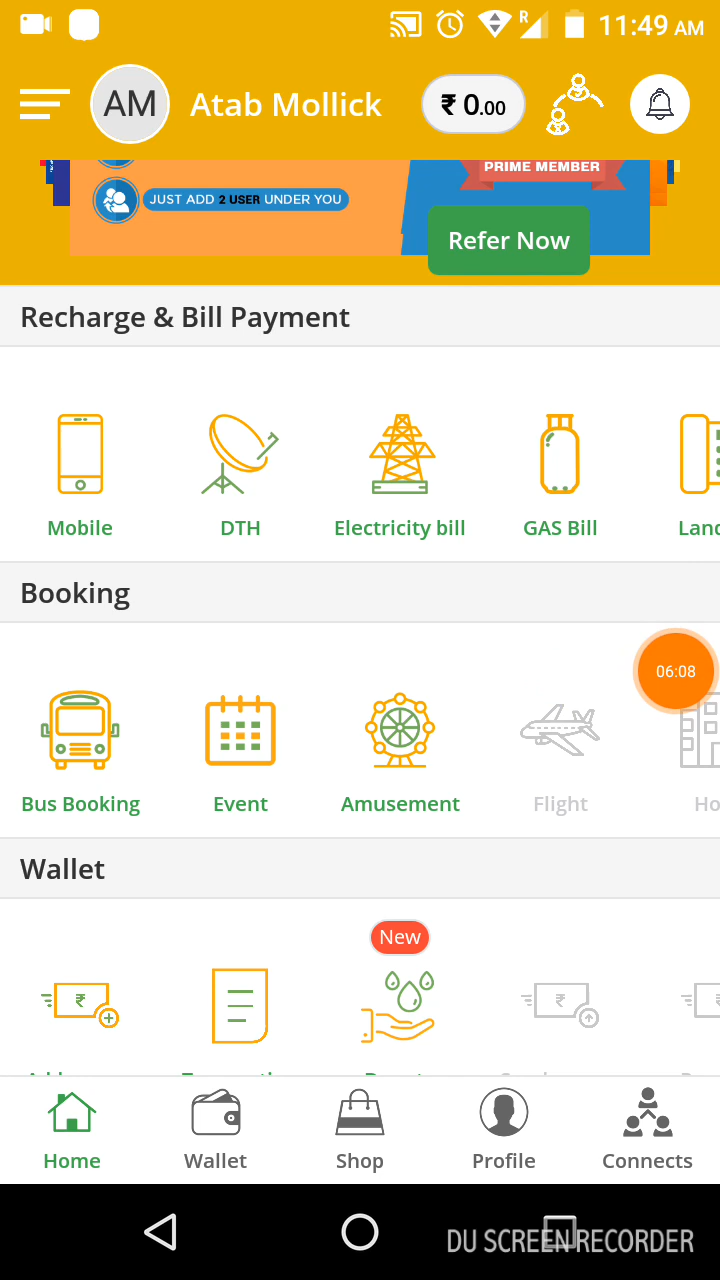 R 11:49 AM
AM Atab Mollick ₹ 0.00
PRIME MEMBER
JUST ADD 2 USER UNDER YOU
Refer Now
Recharge & Bill Payment
Mobile DTH Electricity bill GAS Bill
Booking
06:08
Bus Booking Event Amusement Flight
Wallet
New
Home Wallet Shop Profile Connects
DU SCREEN RECORDER